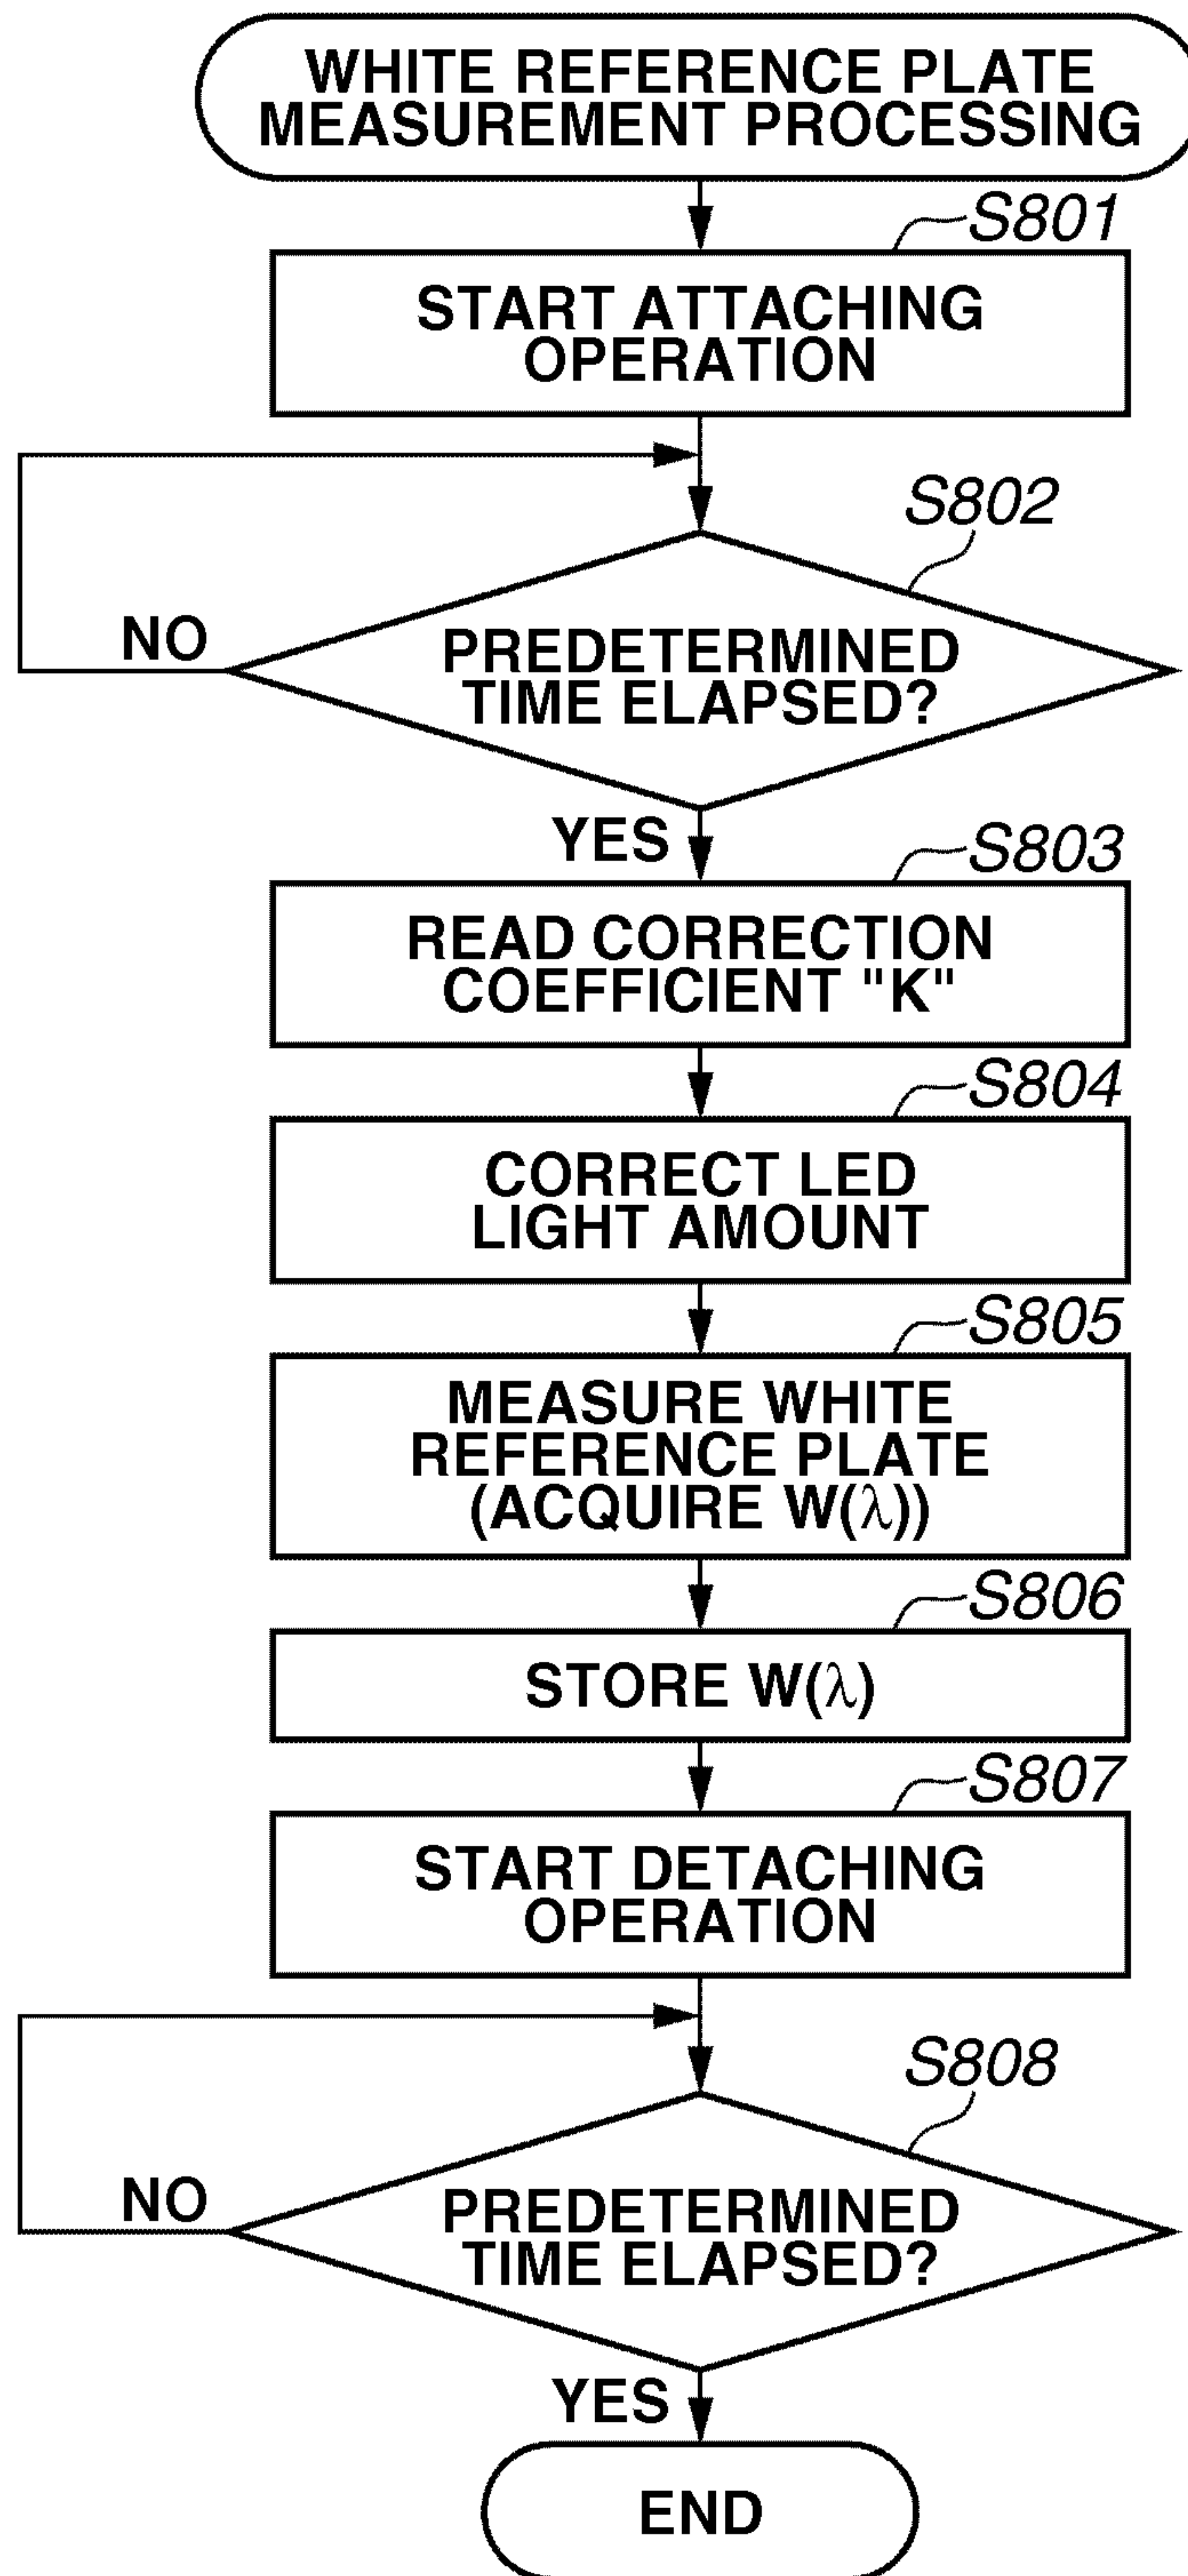 WHITE REFERENCE PLATE
MEASUREMENT PROCESSING
S801
START ATTACHING
OPERATION
S802
NO
PREDETERMINED
TIME ELAPSED?
YES
S803
READ CORRECTION
COEFFICIENT "K"
S804
CORRECT LED
LIGHT AMOUNT
S805
MEASURE WHITE
REFERENCE PLATE
(ACQUIRE W(λ))
S806
STORE W(λ)
S807
START DETACHING
OPERATION
S808
NO
PREDETERMINED
TIME ELAPSED?
YES
END